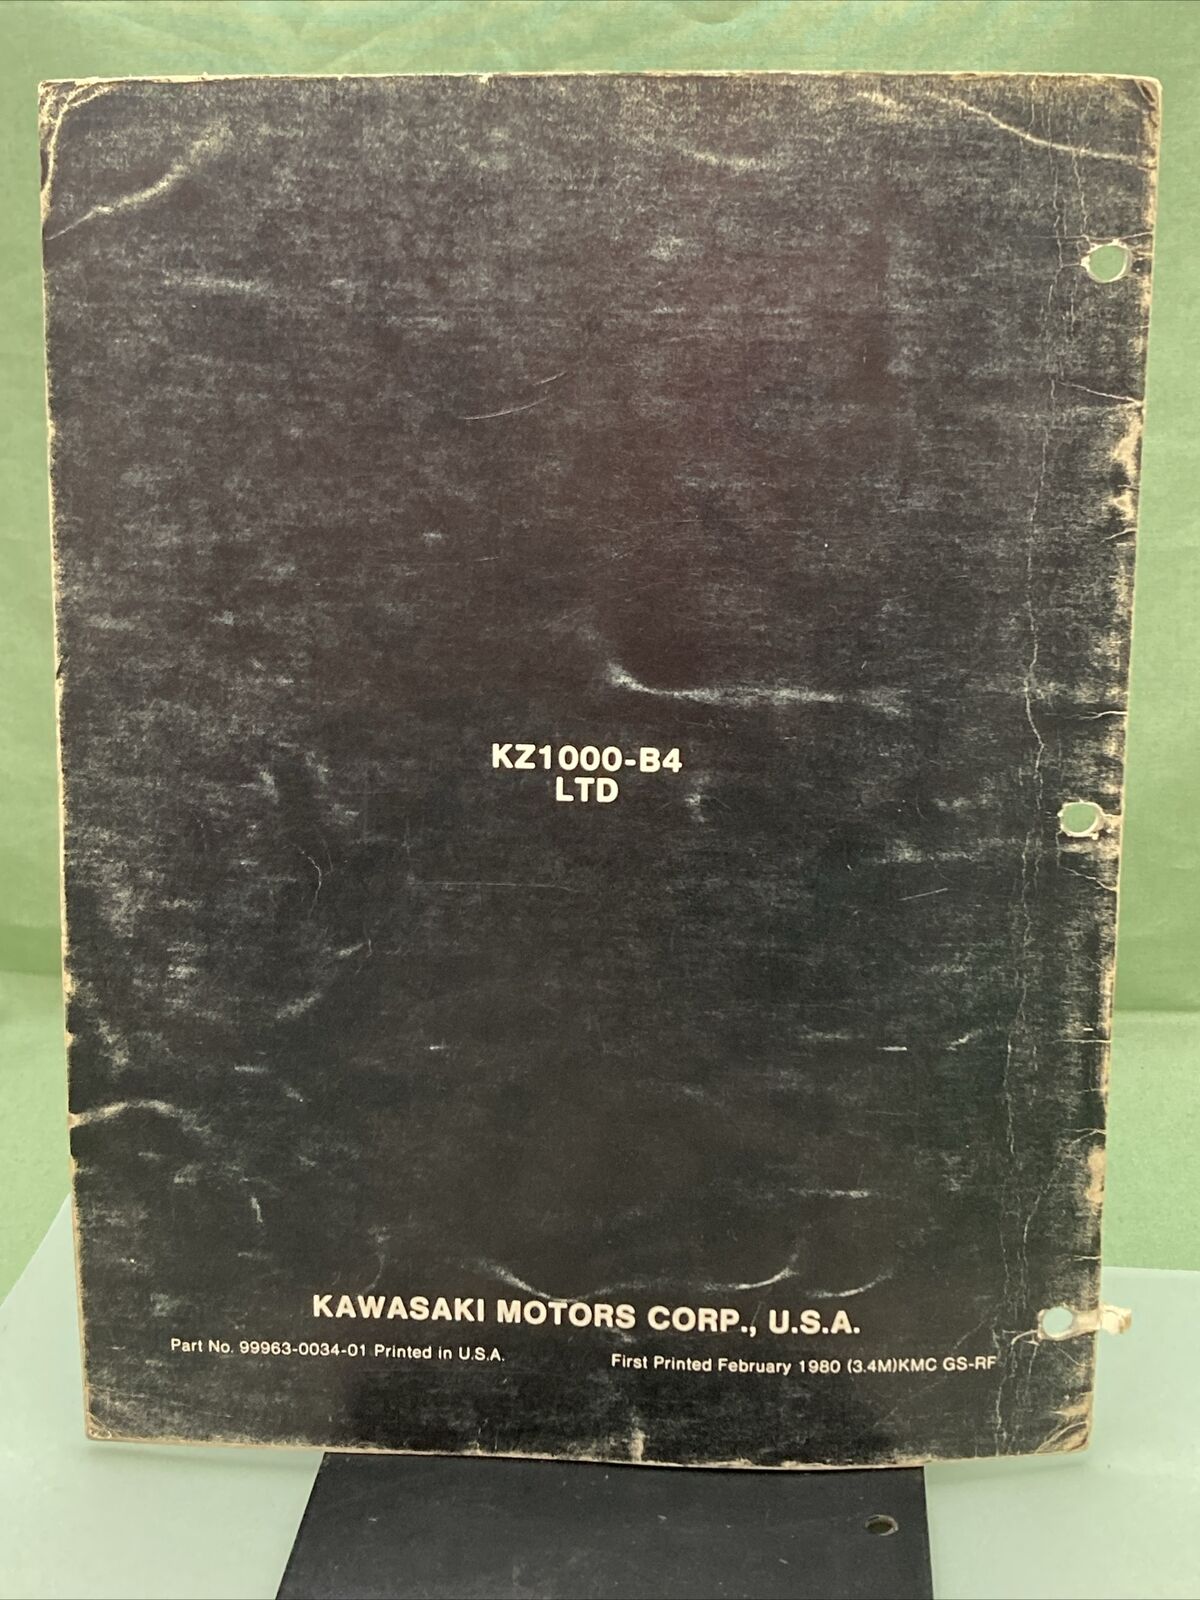 KZ1000-B4
LTD
KAWASAKI MOTORS CORP., U.S.A.
Part No. 99963-0034-01 Printed in U.S.A.
First Printed February 1980 (3.4M)KMC GS-RF